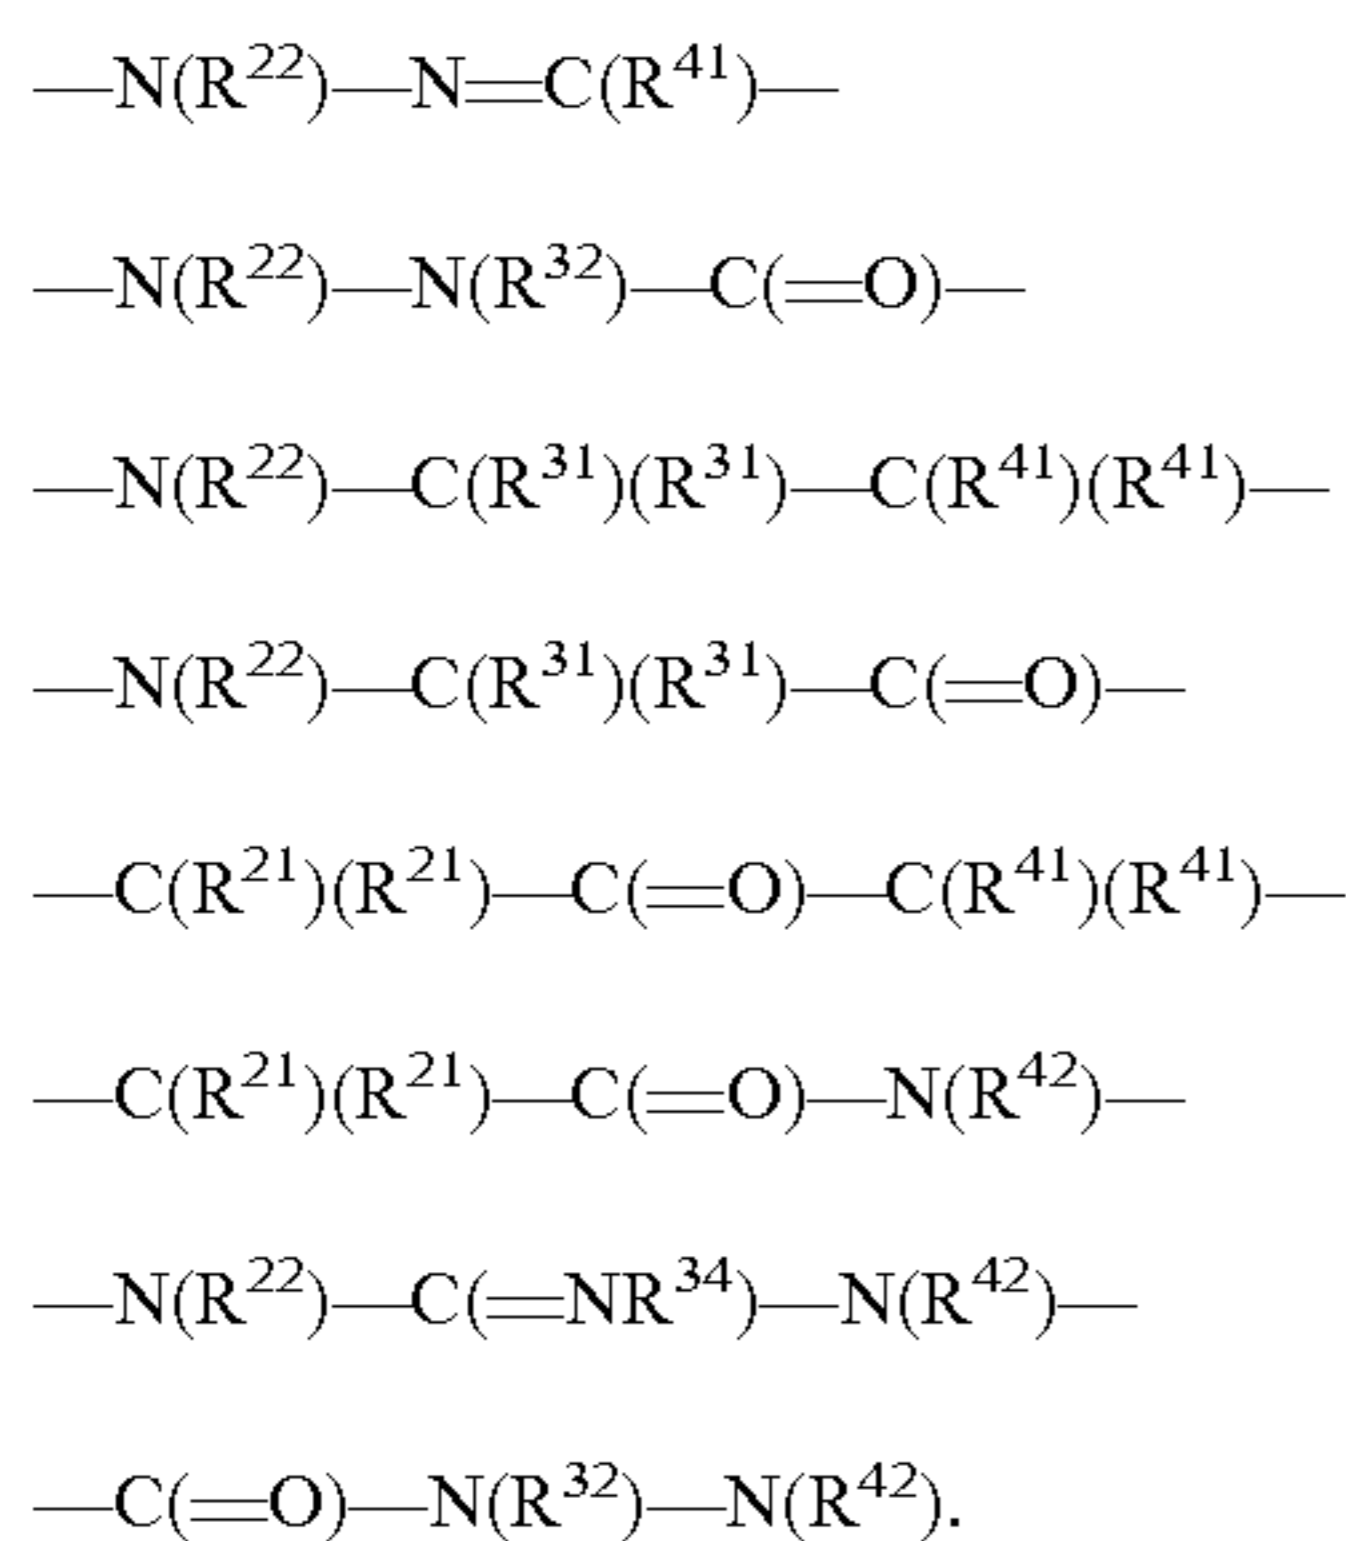 —N(R²²)—N=C(R⁴¹)—
—N(R²²)—N(R³²)—C(=O)—
—N(R²²)—C(R³¹)(R³¹)—C(R⁴¹)(R⁴¹)—
—N(R²²)—C(R³¹)(R³¹)—C(=O)—
—C(R²¹)(R²¹)—C(=O)—C(R⁴¹)(R⁴¹)—
—C(R²¹)(R²¹)—C(=O)—N(R⁴²)—
—N(R²²)—C(=NR³⁴)—N(R⁴²)—
—C(=O)—N(R³²)—N(R⁴²).